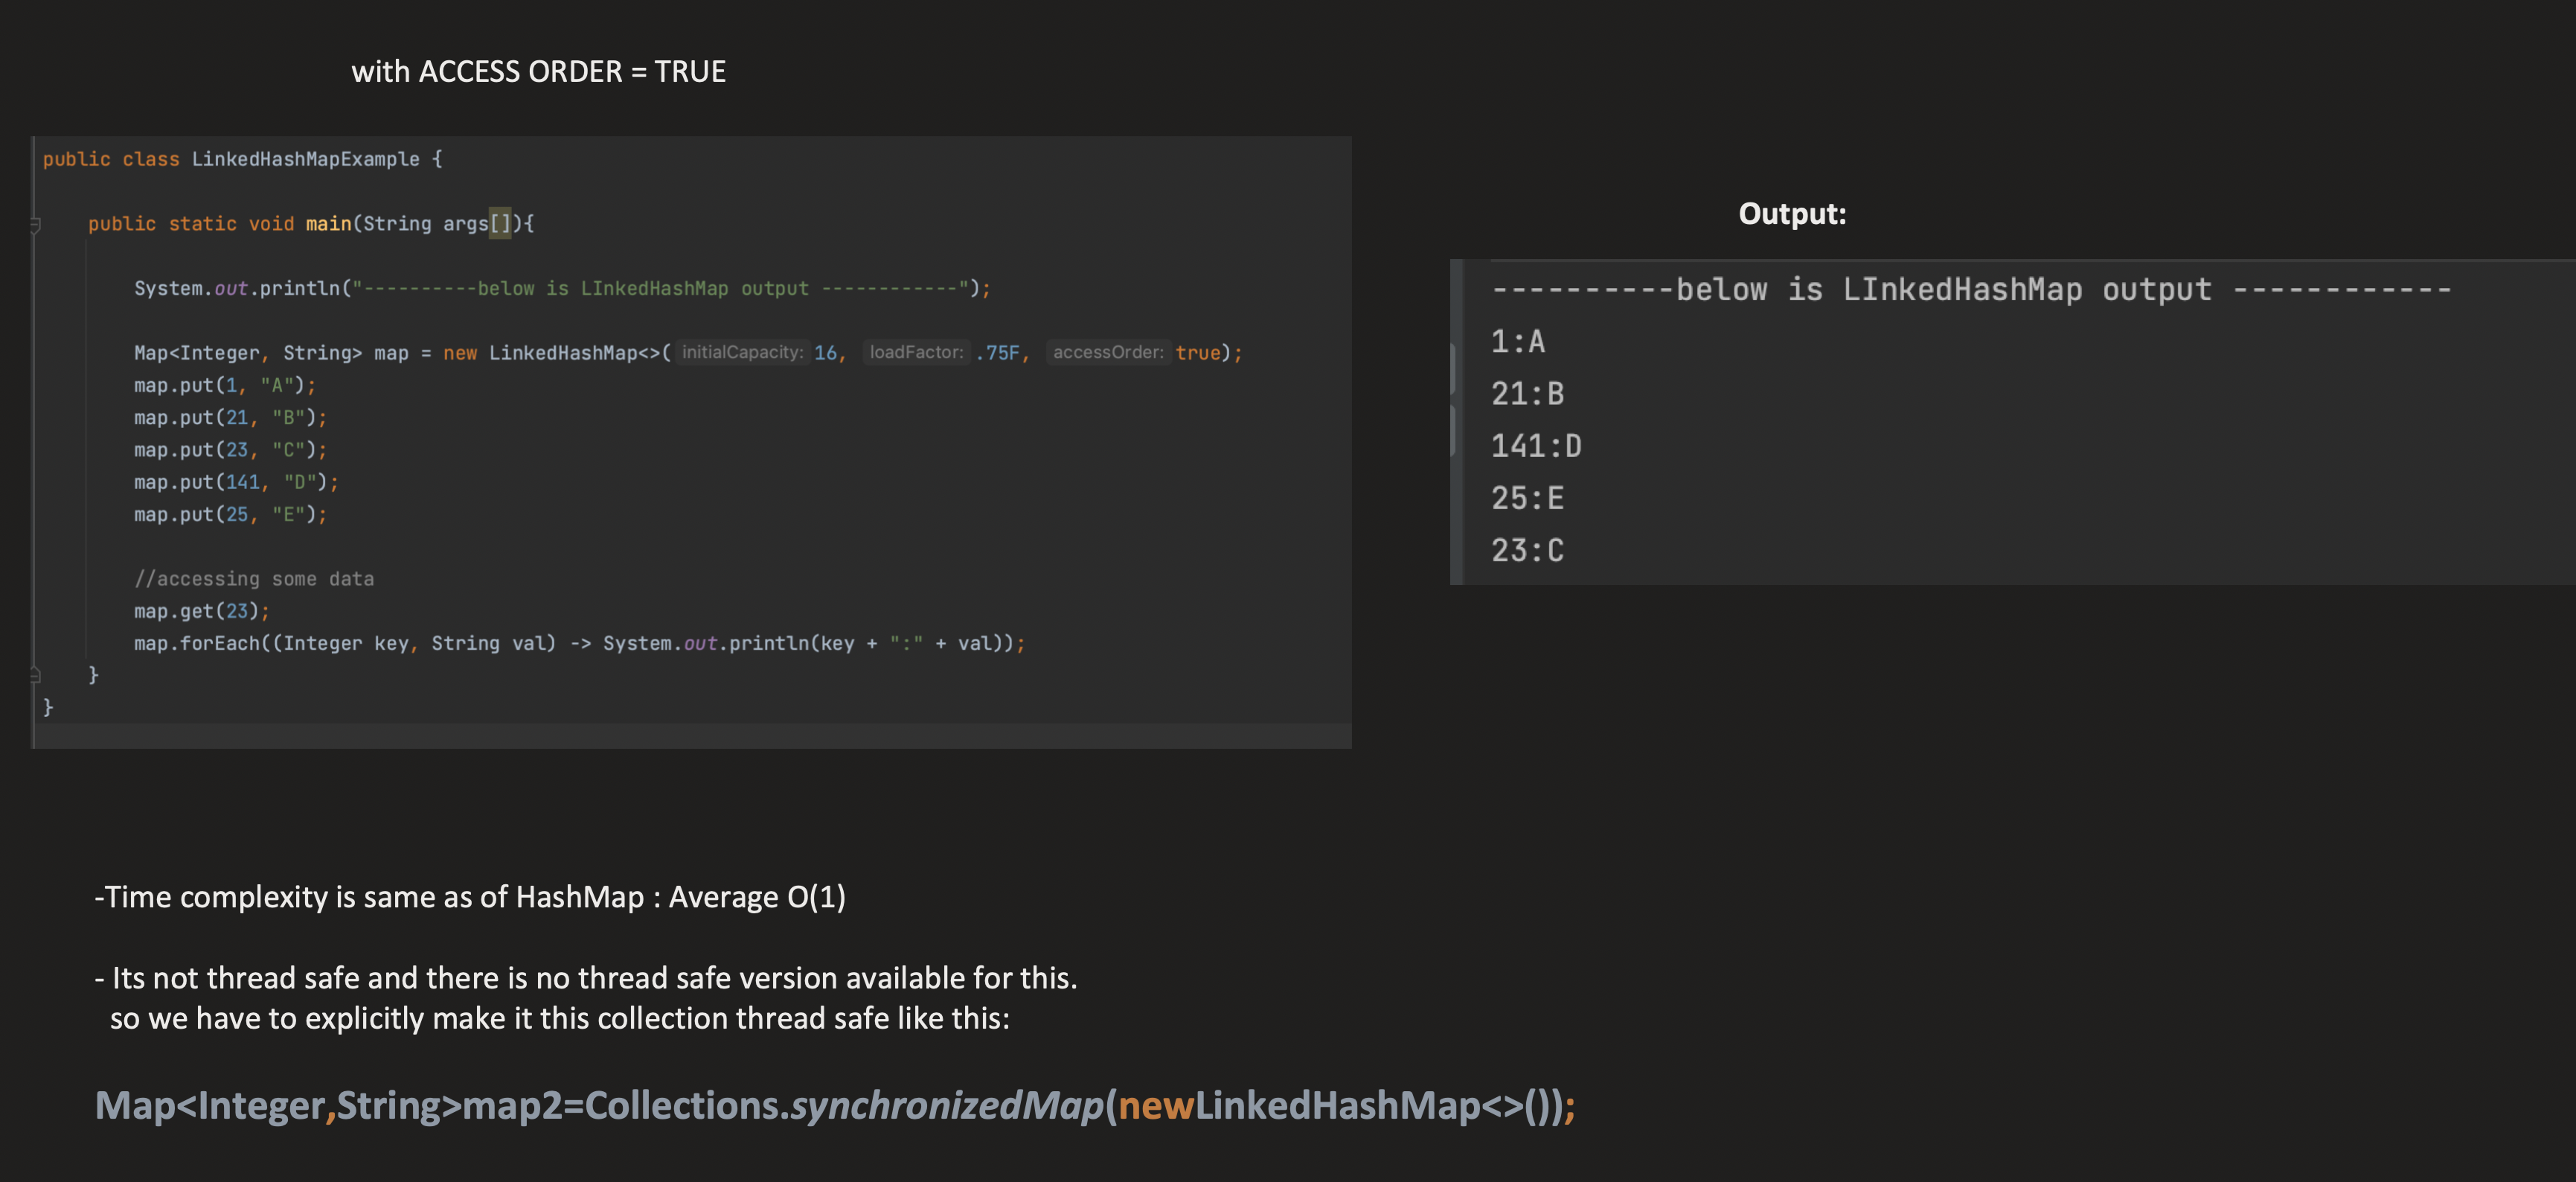 with ACCESS ORDER = TRUE
public class LinkedHashMapExample {
public static void main(String args[]){
System.out.println("----------below is LInkedHashMap output ------------");
Map<Integer, String> map = new LinkedHashMap<>( initialCapacity: 16, loadFactor: .75F, accessOrder: true);
map.put(1, "A");
map.put(21, "B");
map.put(23, "C");
map.put(141, "D");
map.put(25, "E");
//accessing some data
map.get(23);
map.forEach((Integer key, String val) -> System.out.println(key + ":" + val));
}
}
Output:
----------below is LInkedHashMap output ------------
1:A
21:B
141:D
25:E
23:C
-Time complexity is same as of HashMap : Average O(1)
- Its not thread safe and there is no thread safe version available for this.
so we have to explicitly make it this collection thread safe like this:
Map<Integer,String>map2=Collections.synchronizedMap(newLinkedHashMap<>());